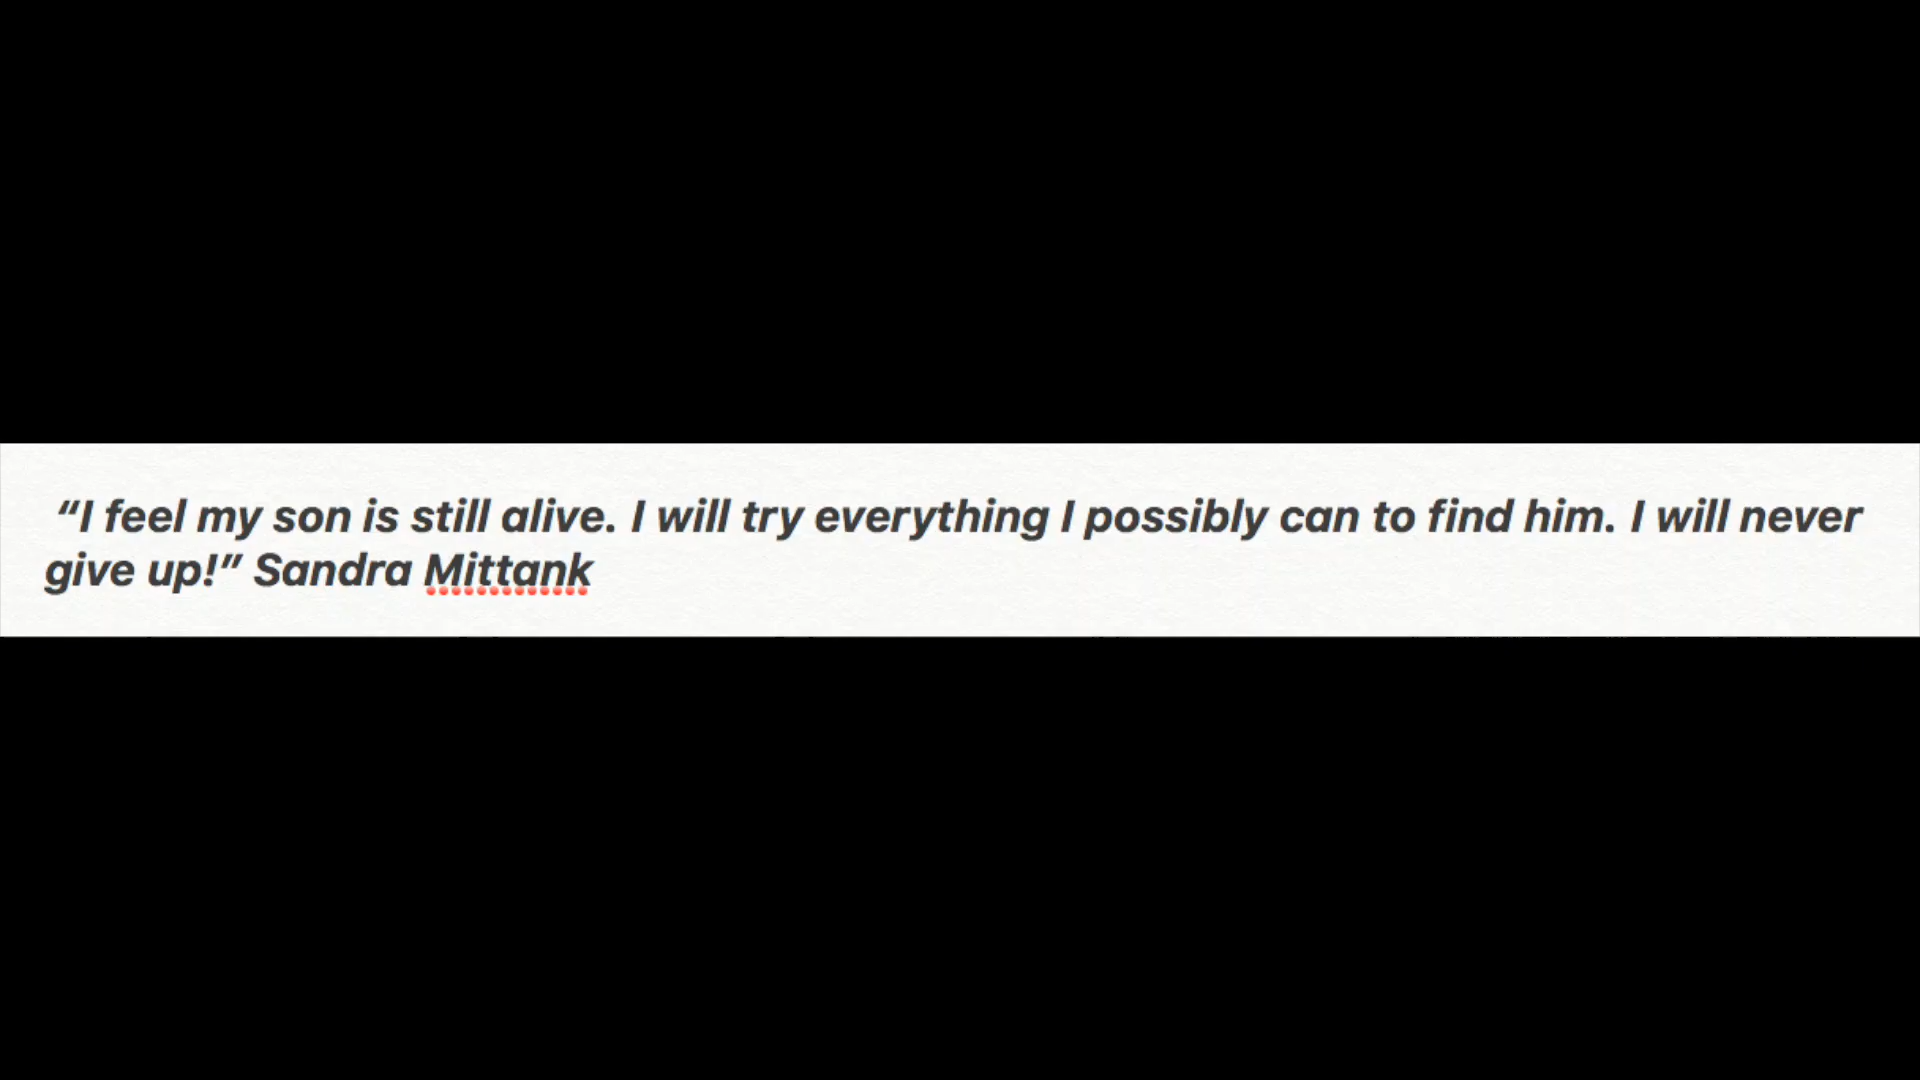 “I feel my son is still alive. I will try everything I possibly can to find him. I will never
give up!” Sandra Mittank